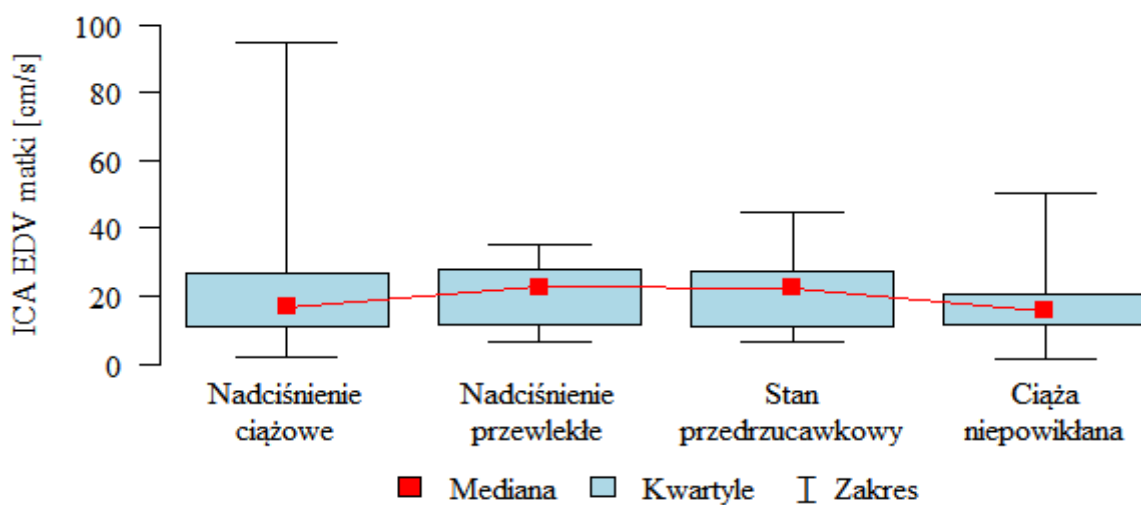 ICA EDV matki [cm/s]
100
80
60
40
20
0
Nadciśnienie
ciążowe
Nadciśnienie
przewlekłe
Stan
przedrzucawkowy
Ciąża
niepowikłana
Mediana Kwartyle Zakres